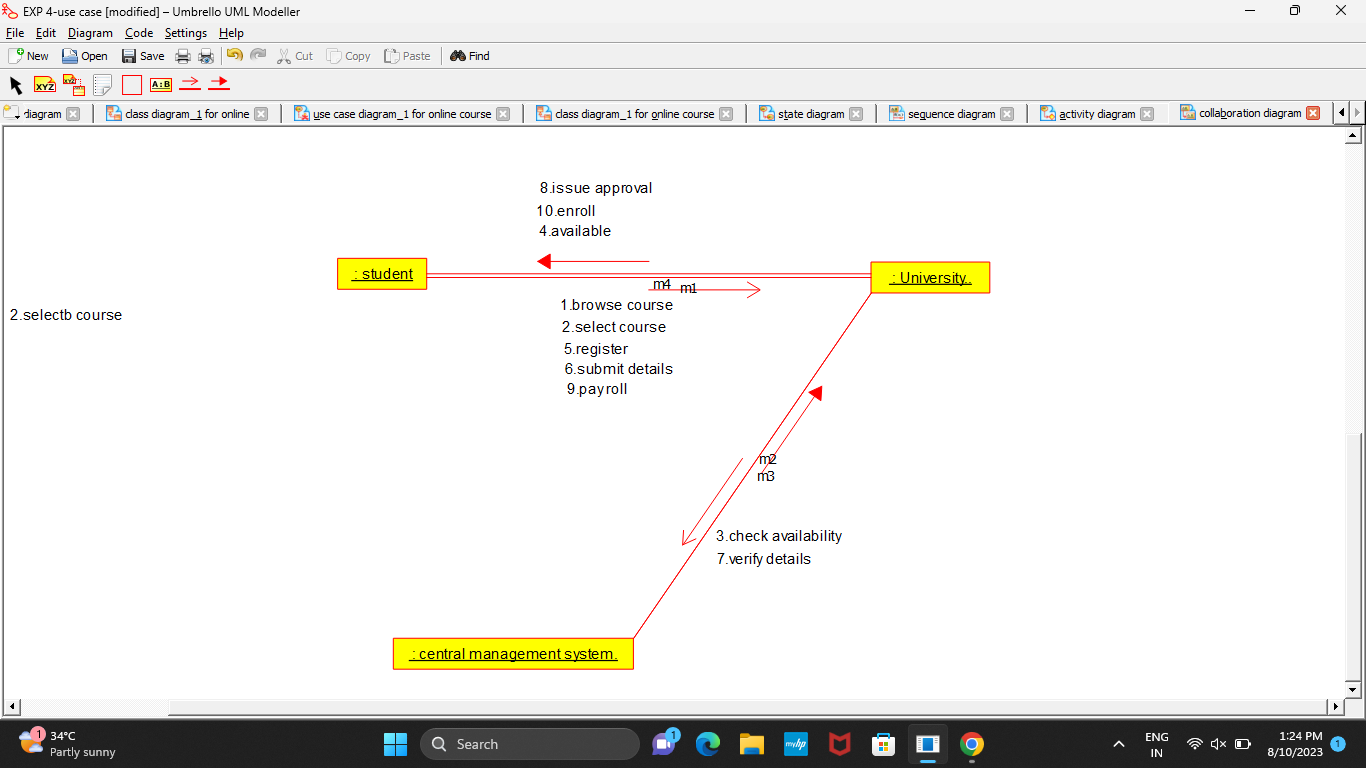 EXP 4-use case [modified] – Umbrello UML Modeller
File Edit Diagram Code Settings Help
New Open Save Cut Copy Paste Find
XYZ XYZ A:B
diagram class diagram_1 for online use case diagram_1 for online course class diagram_1 for online course state diagram sequence diagram activity diagram collaboration diagram
8.issue approval
10.enroll
4.available
: student
: University..
m4 m1
1.browse course
2.selectb course
2.select course
5.register
6.submit details
9.payroll
m2
m3
3.check availability
7.verify details
: central management system.
1
34°C
Partly sunny
Search
1
myhp
ENG
IN
1:24 PM
8/10/2023
1